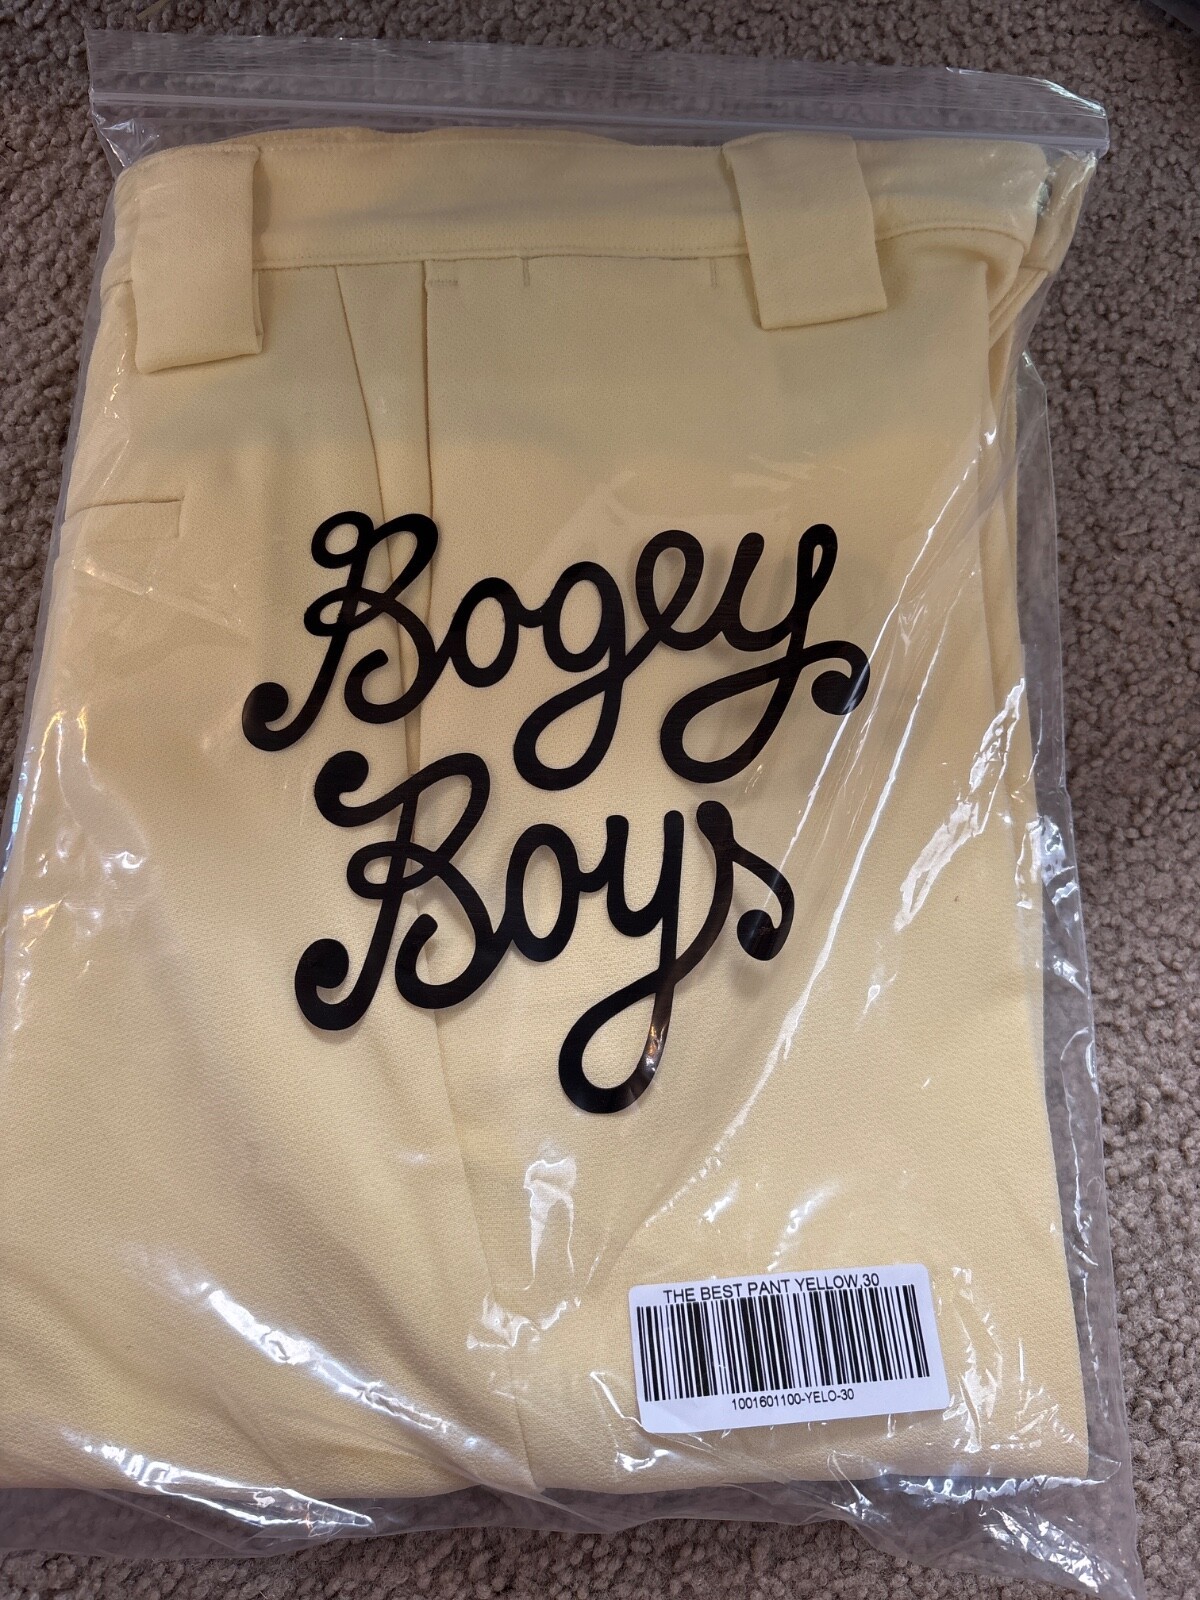 Bogey
Boys
THE BEST PANT YELLOW,30
1001601100-YELO-30